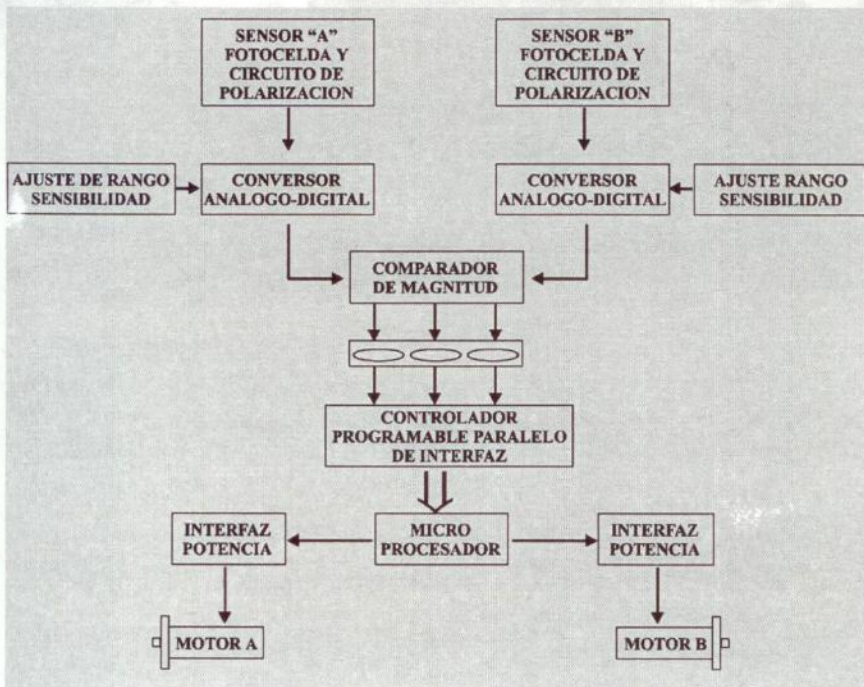 SENSOR “A”
FOTOCELDA Y
CIRCUITO DE
POLARIZACION
SENSOR “B”
FOTOCELDA Y
CIRCUITO DE
POLARIZACION
AJUSTE DE RANGO
SENSIBILIDAD
CONVERSOR
ANALOGO-DIGITAL
CONVERSOR
ANALOGO-DIGITAL
AJUSTE RANGO
SENSIBILIDAD
COMPARADOR
DE MAGNITUD
CONTROLADOR
PROGRAMABLE PARALELO
DE INTERFAZ
INTERFAZ
POTENCIA
MICRO
PROCESADOR
INTERFAZ
POTENCIA
MOTOR A
MOTOR B